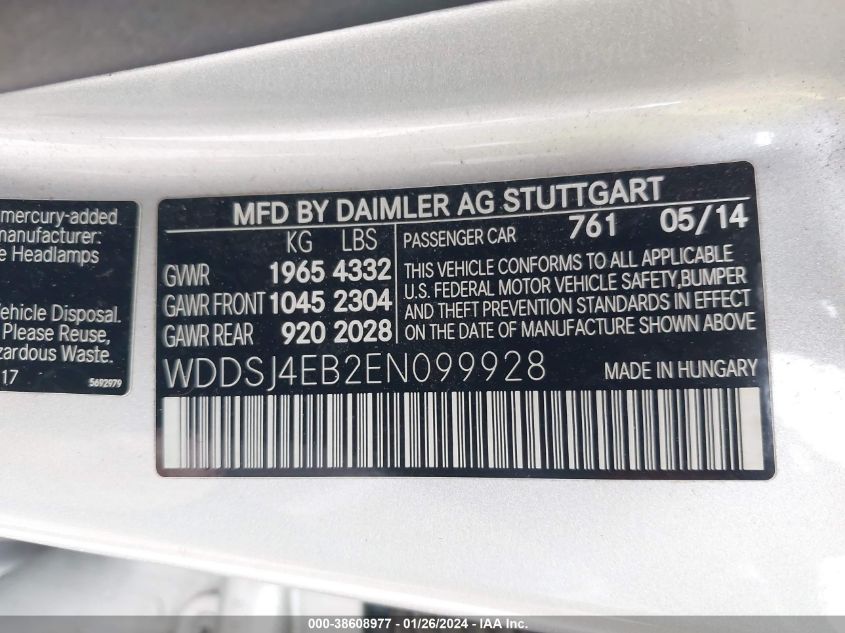 mercury-added
manufacturer:
Headlamps
Vehicle Disposal.
Please Reuse,
Hazardous Waste.
17
5692979
MFD BY DAIMLER AG STUTTGART
KG LBS
GVWR 1965 4332
GAWR FRONT 1045 2304
GAWR REAR 920 2028
PASSENGER CAR 761 05/14
THIS VEHICLE CONFORMS TO ALL APPLICABLE
U.S. FEDERAL MOTOR VEHICLE SAFETY, BUMPER
AND THEFT PREVENTION STANDARDS IN EFFECT
ON THE DATE OF MANUFACTURE SHOWN ABOVE
WDDSJ4EB2EN099928 MADE IN HUNGARY
000-38608977 - 01/26/2024 - IAA Inc.